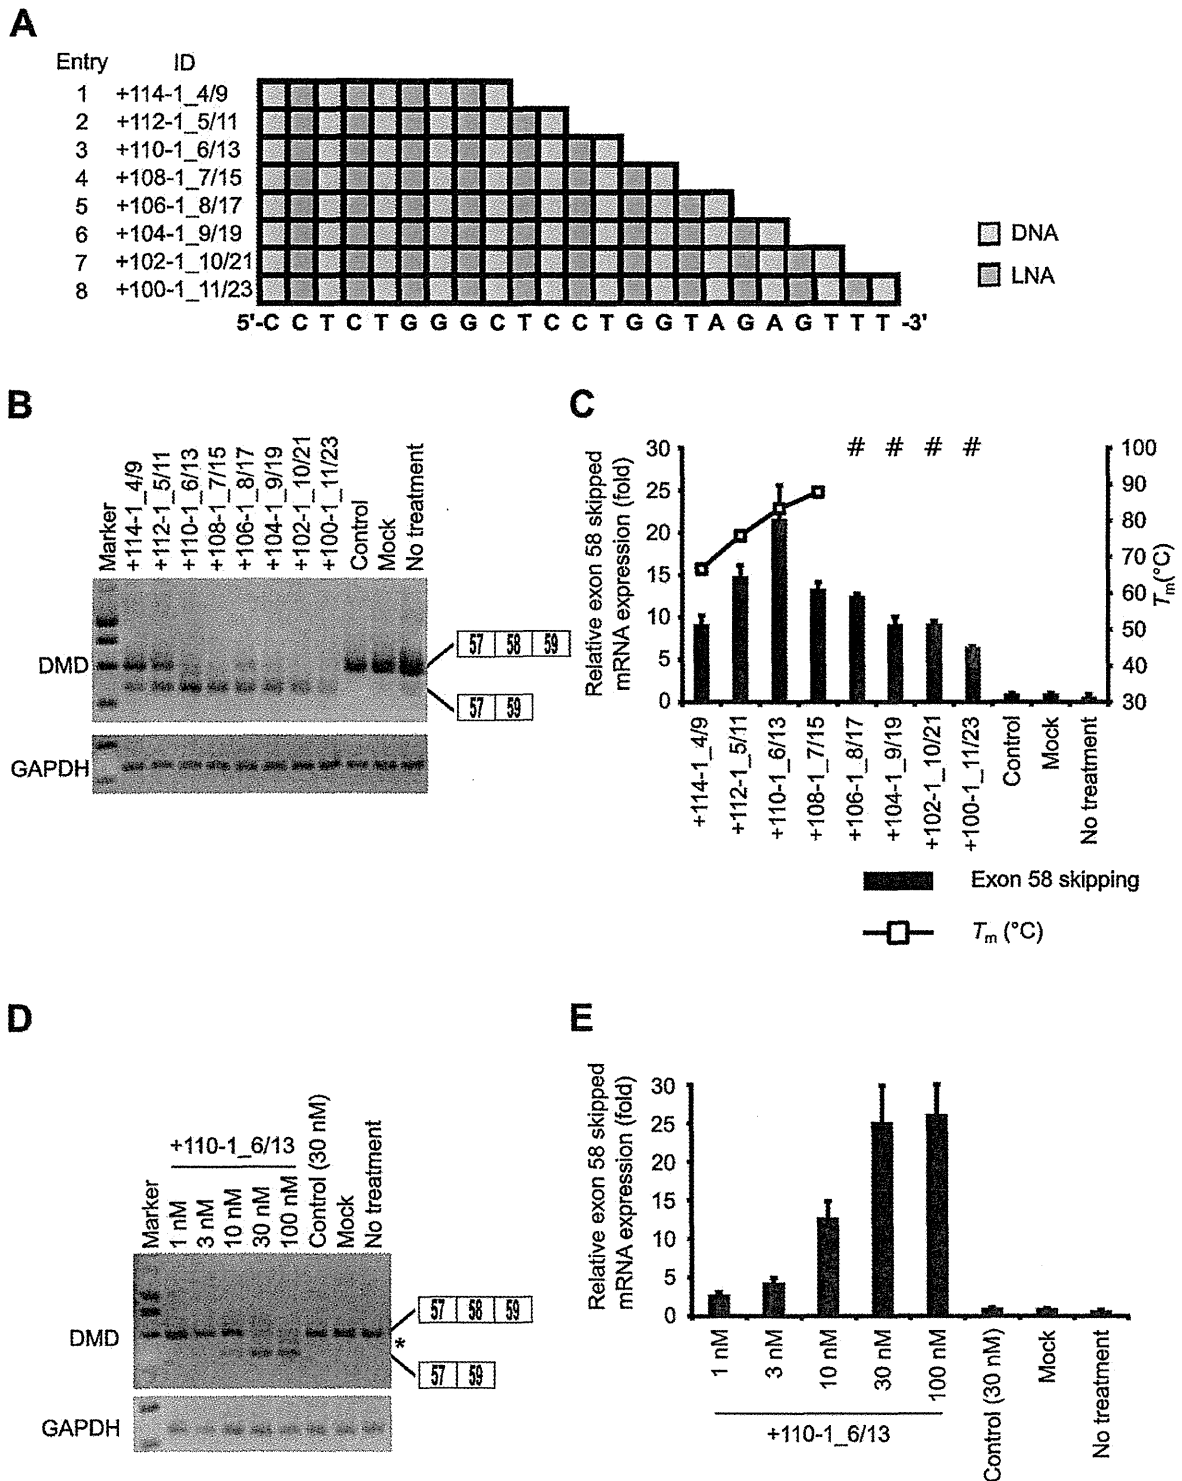 A
Entry ID
1 +114-1_4/9
2 +112-1_5/11
3 +110-1_6/13
4 +108-1_7/15
5 +106-1_8/17
6 +104-1_9/19
7 +102-1_10/21
8 +100-1_11/23
DNA
LNA
5'-C C T C T G G G C T C C T G G T A G A G T T T -3'
B
Marker
+114-1_4/9
+112-1_5/11
+110-1_6/13
+108-1_7/15
+106-1_8/17
+104-1_9/19
+102-1_10/21
+100-1_11/23
Control
Mock
No treatment
DMD
57 58 59
57 59
GAPDH
C
Relative exon 58 skipped
mRNA expression (fold)
30
25
20
15
10
5
0
# # # #
100
90
80
70
60
50
40
30
Tm(°C)
+114-1_4/9
+112-1_5/11
+110-1_6/13
+108-1_7/15
+106-1_8/17
+104-1_9/19
+102-1_10/21
+100-1_11/23
Control
Mock
No treatment
Exon 58 skipping
Tm (°C)
D
+110-1_6/13
Marker
1 nM
3 nM
10 nM
30 nM
100 nM
Control (30 nM)
Mock
No treatment
DMD
57 58 59
*
57 59
GAPDH
E
Relative exon 58 skipped
mRNA expression (fold)
30
25
20
15
10
5
0
1 nM
3 nM
10 nM
30 nM
100 nM
Control (30 nM)
Mock
No treatment
+110-1_6/13